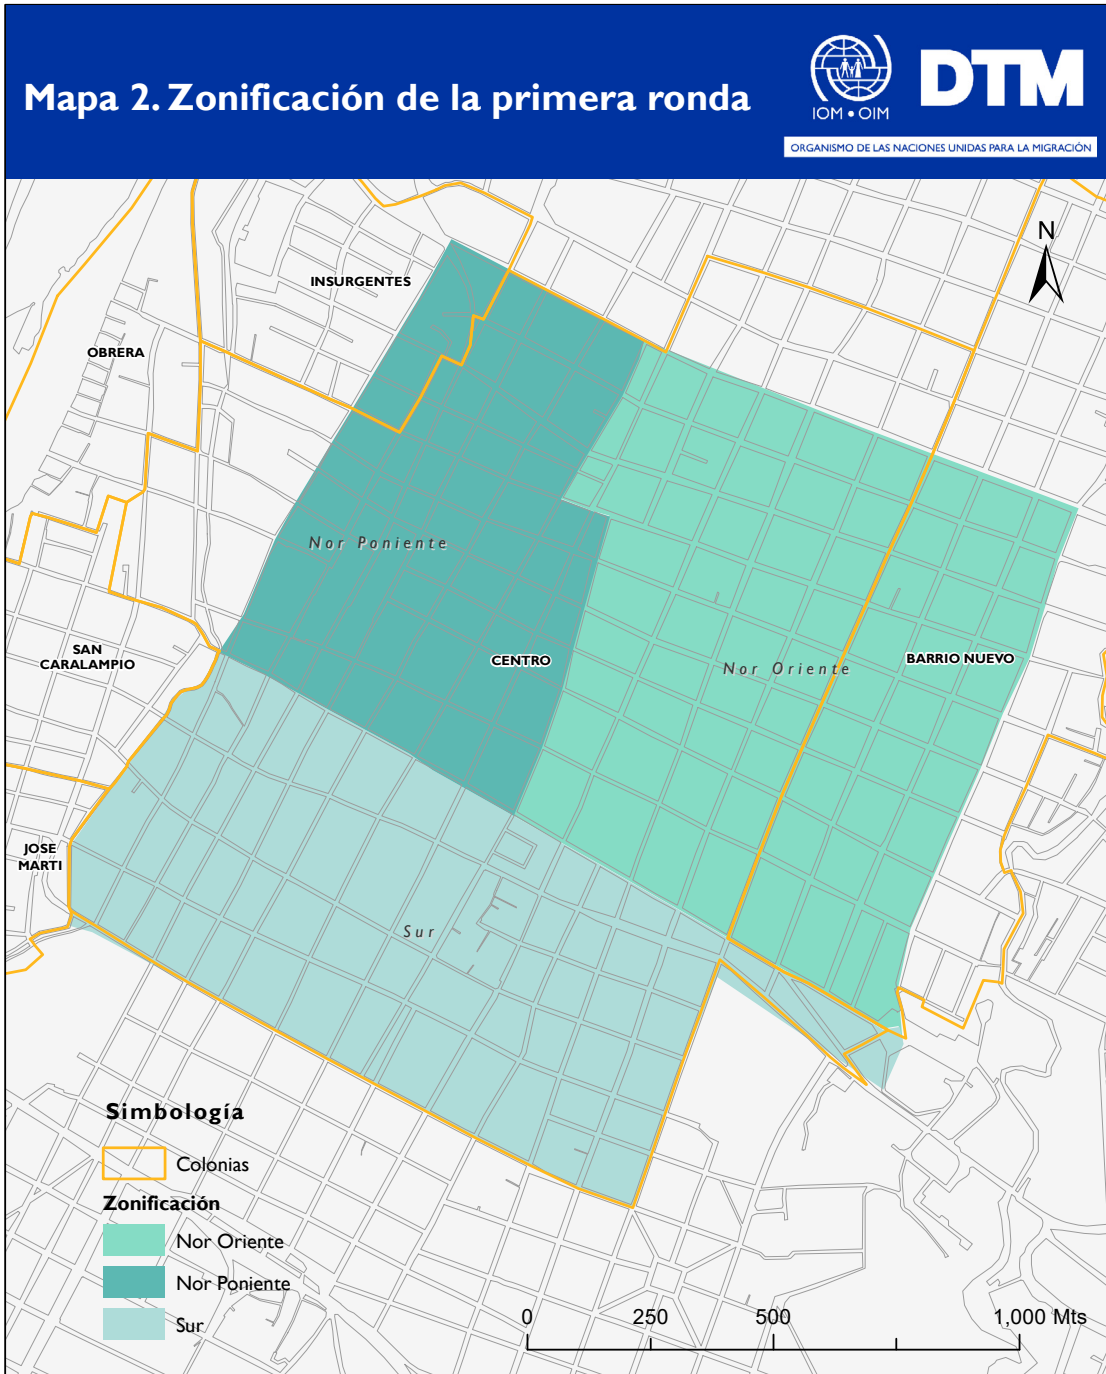 Mapa 2. Zonificación de la primera ronda
IOM • OIM
DTM
ORGANISMO DE LAS NACIONES UNIDAS PARA LA MIGRACIÓN
N
INSURGENTES
OBRERA
Nor Poniente
SAN
CARALAMPIO
CENTRO
Nor Oriente
BARRIO NUEVO
JOSE
MARTI
Sur
Simbología
Colonias
Zonificación
Nor Oriente
Nor Poniente
Sur
0 250 500 1,000 Mts